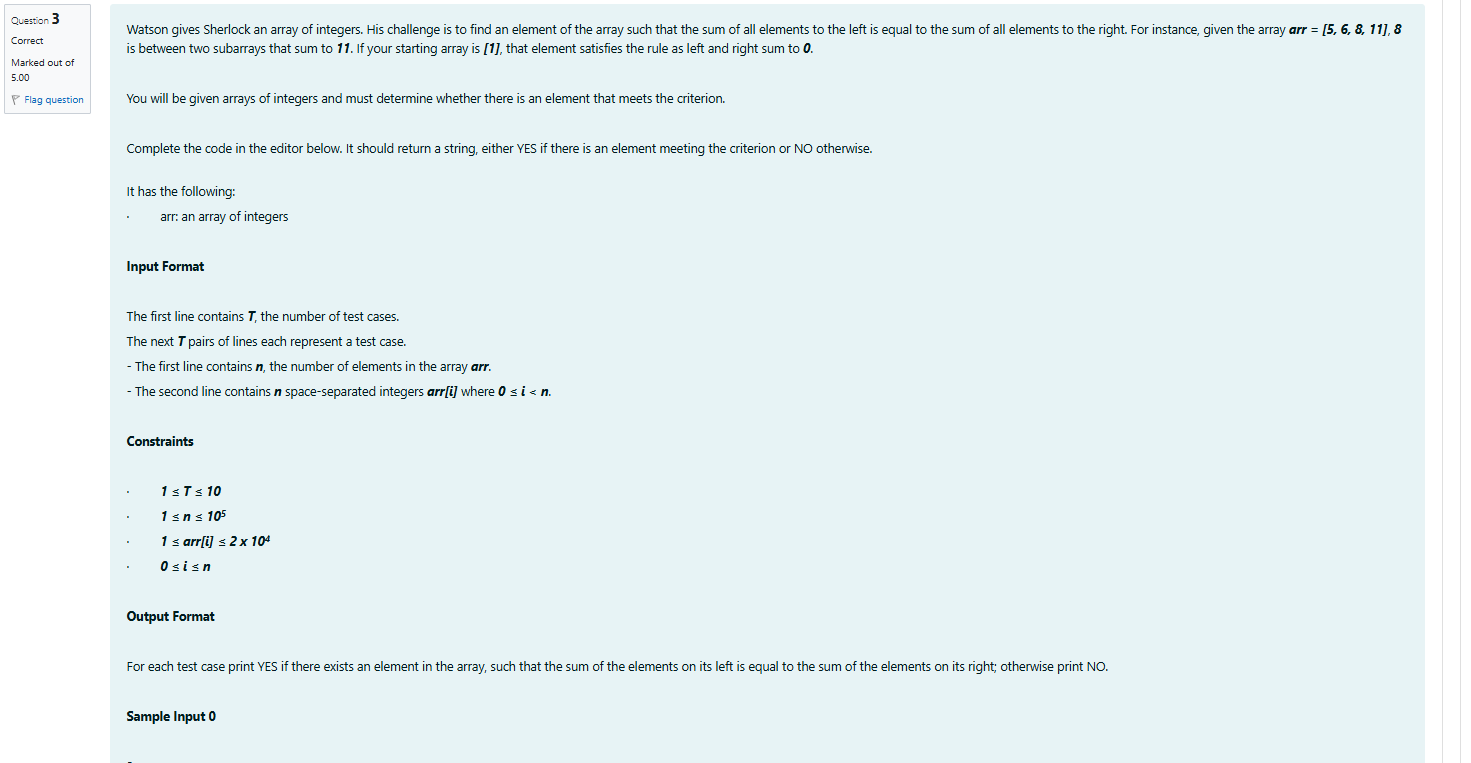 Question 3
Correct
Marked out of
5.00
Flag question
Watson gives Sherlock an array of integers. His challenge is to find an element of the array such that the sum of all elements to the left is equal to the sum of all elements to the right. For instance, given the array arr = [5, 6, 8, 11], 8
is between two subarrays that sum to 11. If your starting array is [1], that element satisfies the rule as left and right sum to 0.
You will be given arrays of integers and must determine whether there is an element that meets the criterion.
Complete the code in the editor below. It should return a string, either YES if there is an element meeting the criterion or NO otherwise.
It has the following:
· arr: an array of integers
Input Format
The first line contains T, the number of test cases.
The next T pairs of lines each represent a test case.
- The first line contains n, the number of elements in the array arr.
- The second line contains n space-separated integers arr[i] where 0 ≤ i < n.
Constraints
· 1 ≤ T ≤ 10
· 1 ≤ n ≤ 10⁵
· 1 ≤ arr[i] ≤ 2 x 10⁴
· 0 ≤ i ≤ n
Output Format
For each test case print YES if there exists an element in the array, such that the sum of the elements on its left is equal to the sum of the elements on its right; otherwise print NO.
Sample Input 0